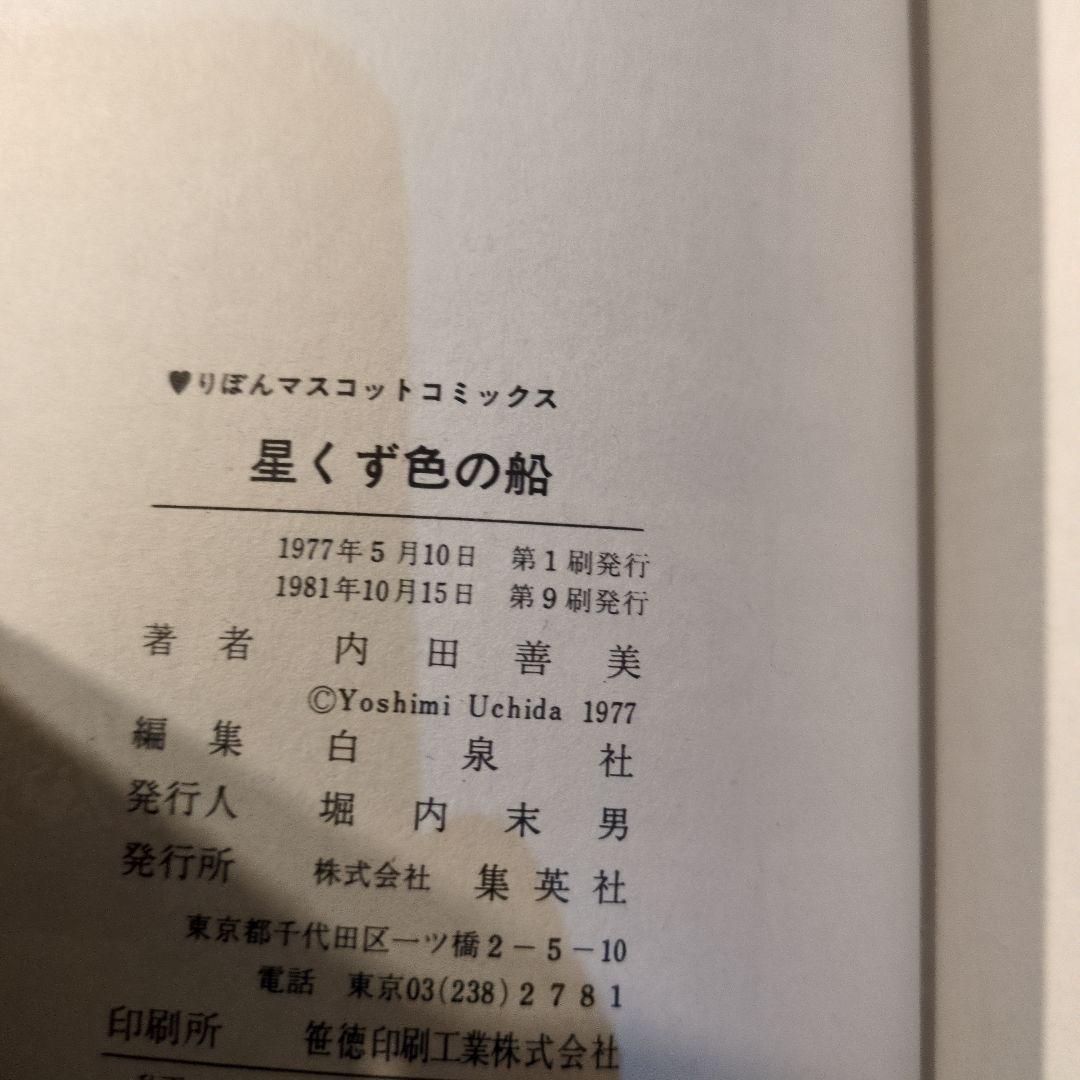 ♥りぼんマスコットコミックス
星くず色の船
1977年5月10日 第1刷発行
1981年10月15日 第9刷発行
著者 内田善美
©Yoshimi Uchida 1977
編集 白泉社
発行人 堀内末男
発行所 株式会社 集英社
東京都千代田区一ツ橋2-5-10
電話 東京03(238)2781
印刷所 笹徳印刷工業株式会社